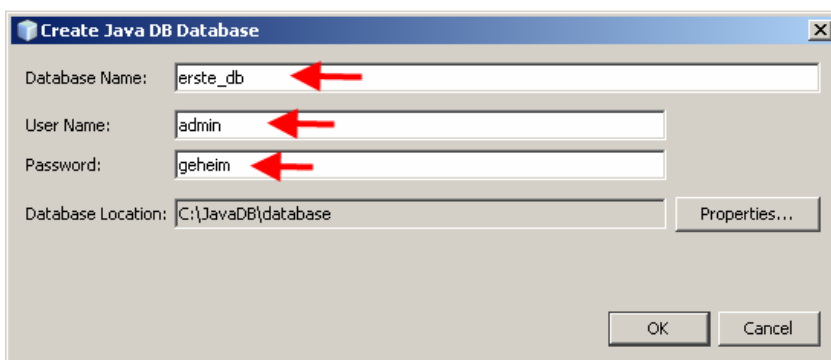 Create Java DB Database
Database Name: erste_db
User Name: admin
Password: geheim
Database Location: C:\JavaDB\database Properties...
OK Cancel